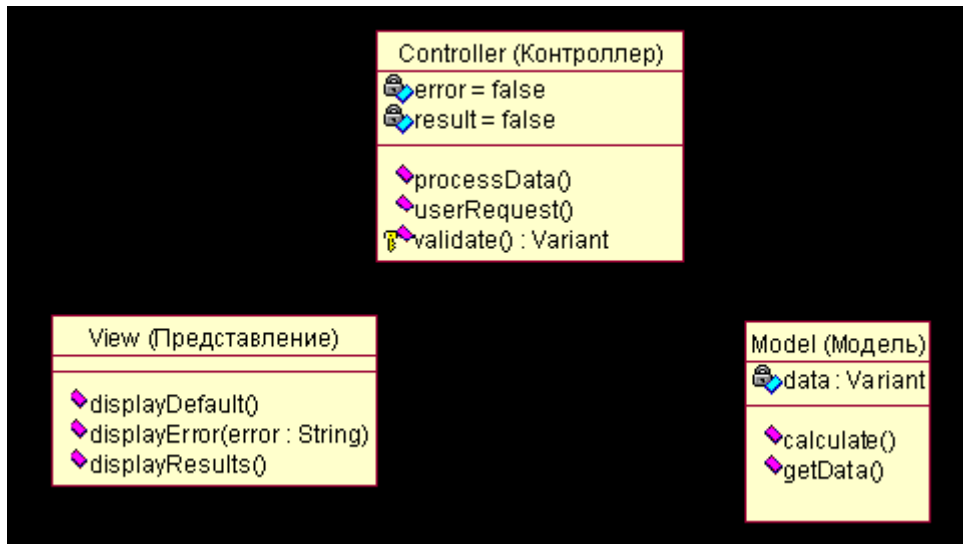 Controller (Контроллер)
error = false
result = false
processData()
userRequest()
validate() : Variant
View (Представление)
displayDefault()
displayError(error : String)
displayResults()
Model (Модель)
data : Variant
calculate()
getData()